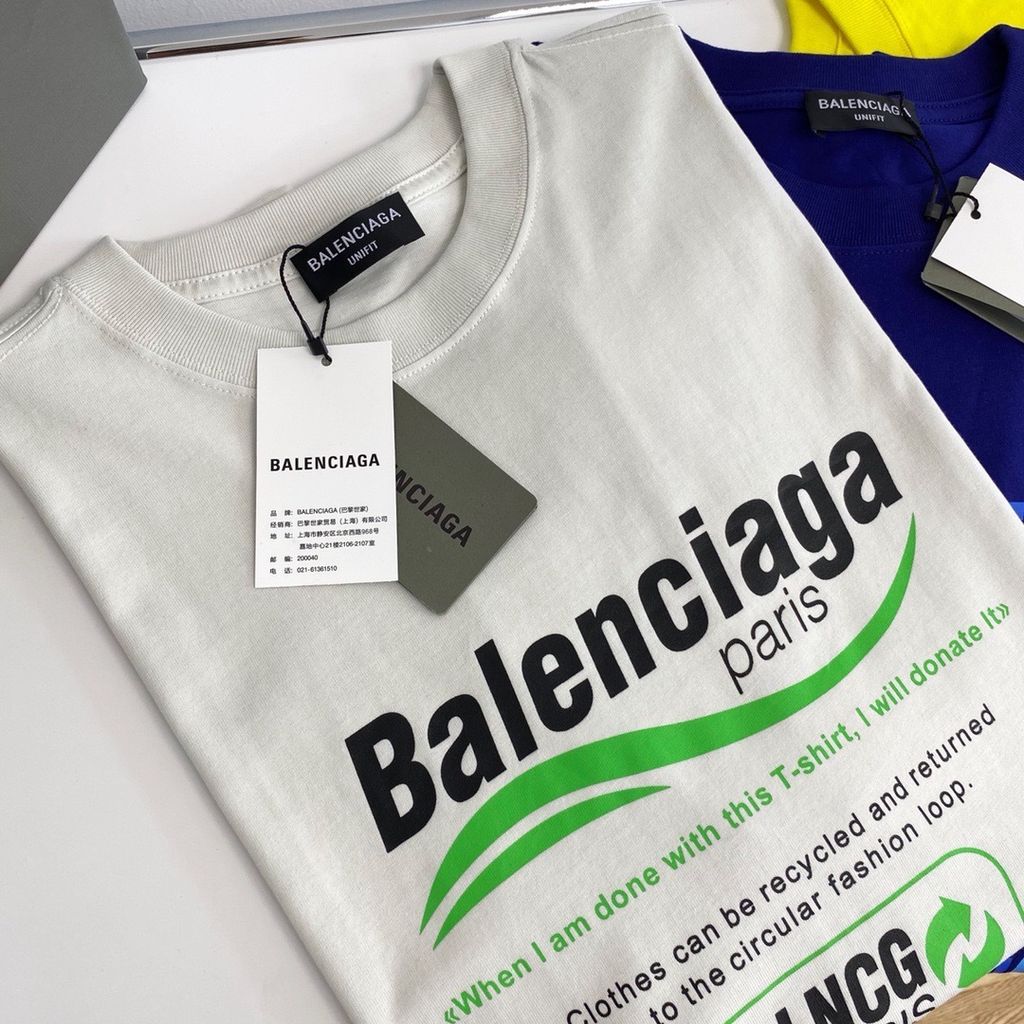 BALENCIAGA
UNIFIT
BALENCIAGA
UNIFIT
BALENCIAGA
品 牌: BALENCIAGA (巴黎世家)
经销商: 巴黎世家贸易（上海）有限公司
地 址: 上海市静安区北京西路968号
嘉地中心21楼2106-2107室
邮 编: 200040
电 话: 021-61361510
NCIAGA
Balenciaga
paris
«When I am done with this T-shirt, I will donate It»
Clothes can be recycled and returned
to the circular fashion loop.
LNCG